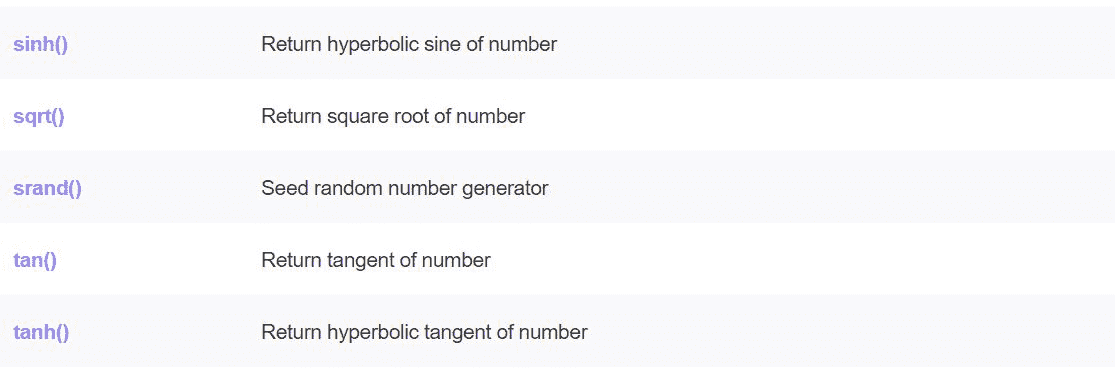 sinh() Return hyperbolic sine of number
sqrt() Return square root of number
srand() Seed random number generator
tan() Return tangent of number
tanh() Return hyperbolic tangent of number